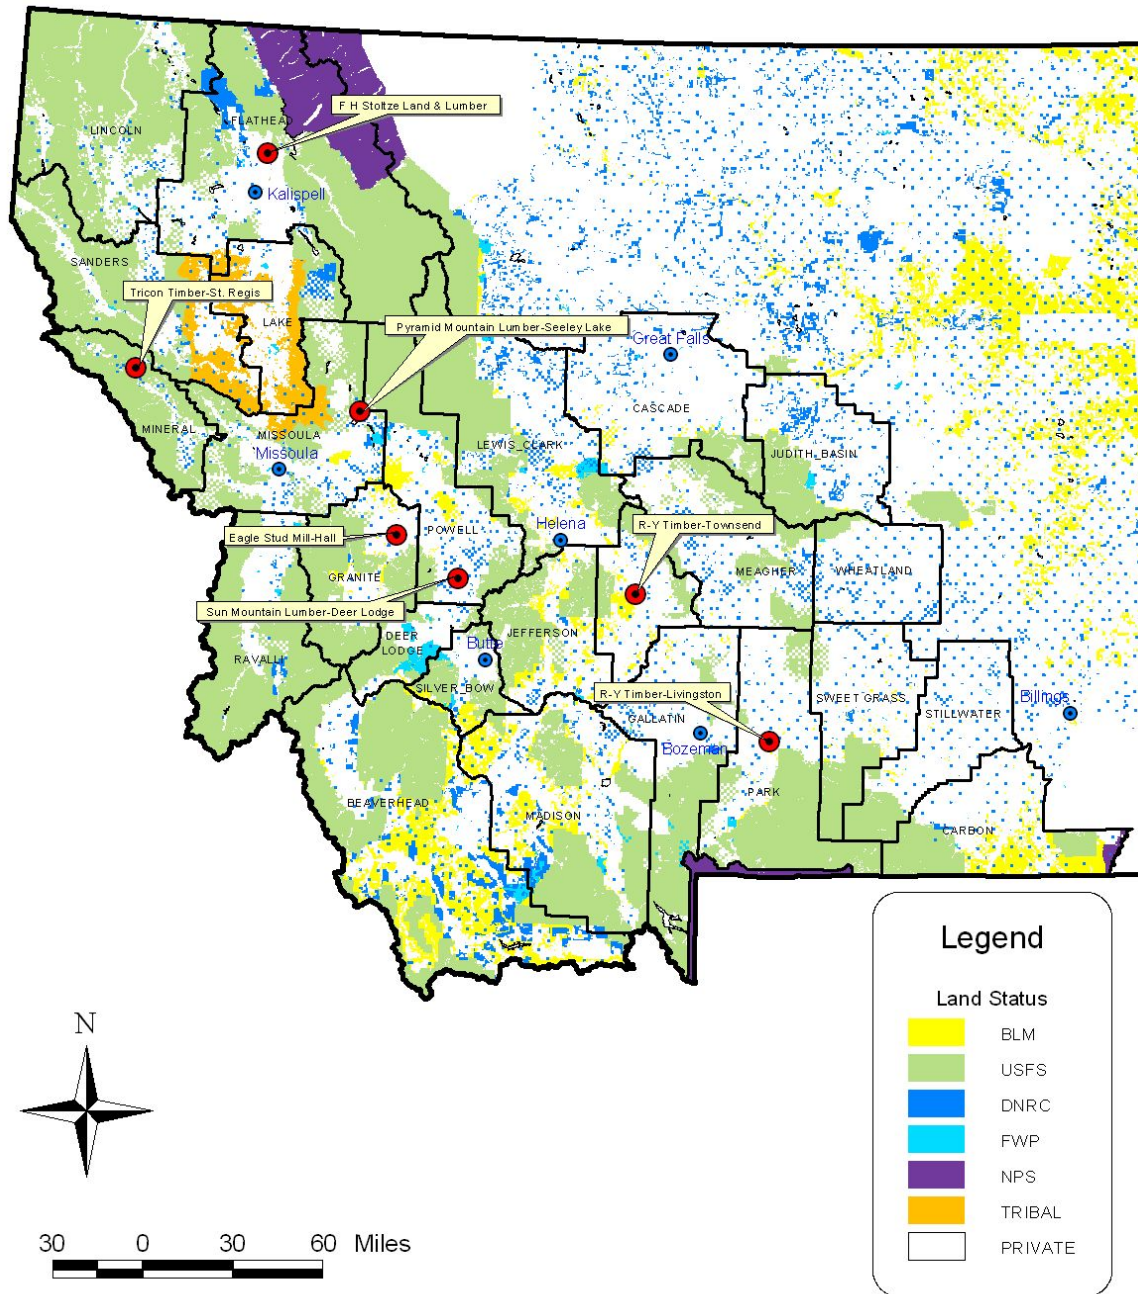 F H Stoltze Land & Lumber
FLATHEAD
LINCOLN
Kalispell
SANDERS
Tricon Timber-St. Regis
LAKE
Pyramid Mountain Lumber-Seeley Lake
Great Falls
CASCADE
MINERAL
MISSOULA
Missoula
LEWIS_CLARK
JUDITH_BASIN
Eagle Stud Mill-Hall
POWELL
Helena
R-Y Timber-Townsend
GRANITE
MEAGHER
WHEATLAND
Sun Mountain Lumber-Deer Lodge
DEER
LODGE
JEFFERSON
Butte
RAVALLI
SILVER_BOW
R-Y Timber-Livingston
SWEET GRASS
GALLATIN
STILLWATER
Billings
Bozeman
BEAVERHEAD
MADISON
PARK
CARBON
Legend
Land Status
BLM
USFS
DNRC
FWP
NPS
TRIBAL
PRIVATE
N
30 0 30 60 Miles